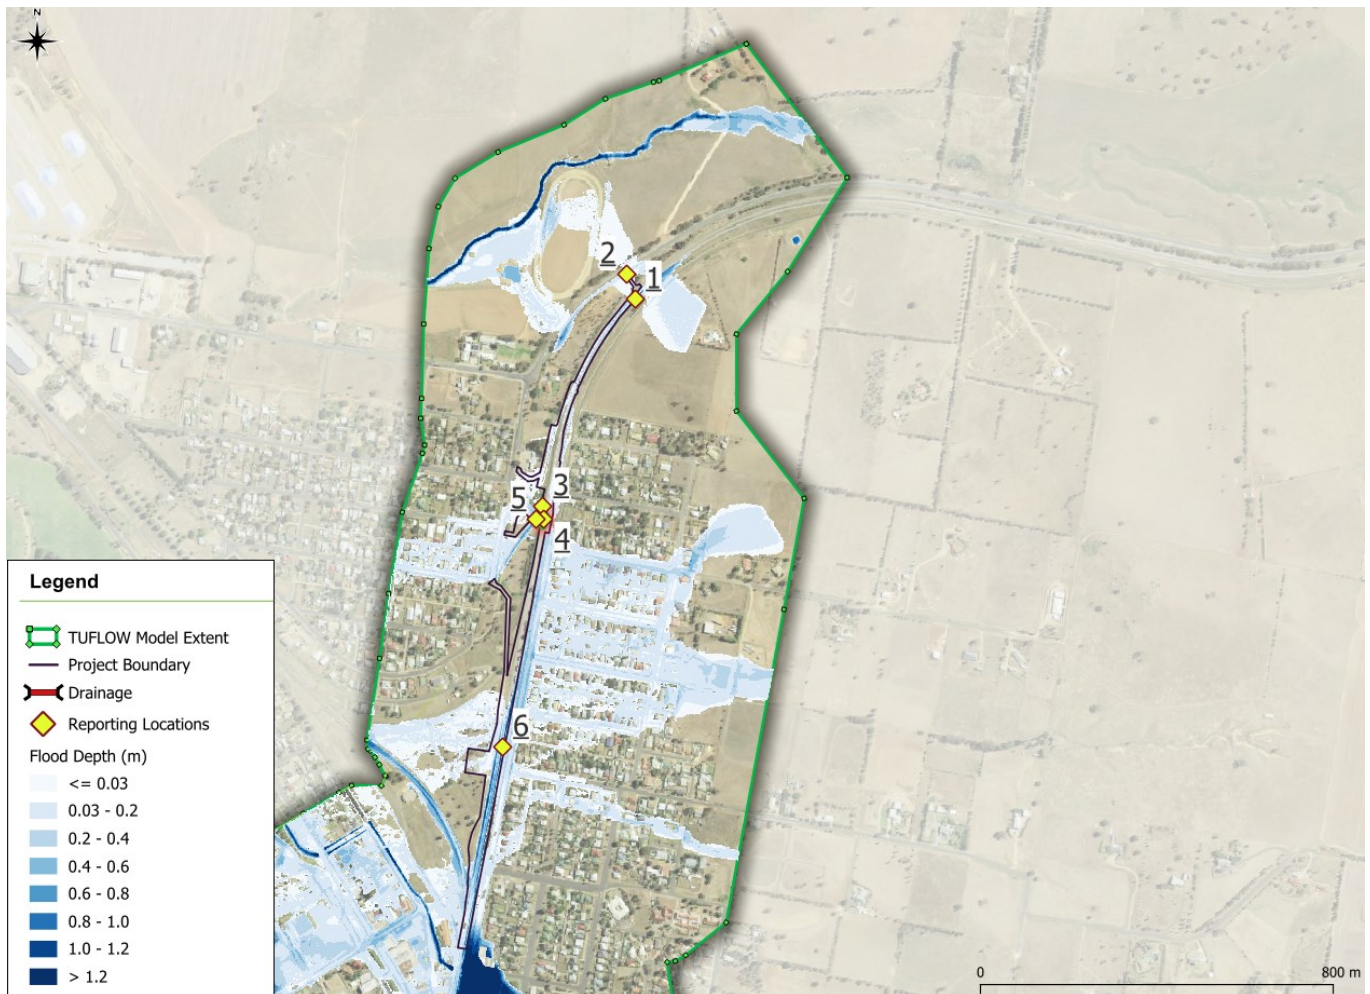 N
2
1
3
5
4
6
Legend
TUFLOW Model Extent
Project Boundary
Drainage
Reporting Locations
Flood Depth (m)
<= 0.03
0.03 - 0.2
0.2 - 0.4
0.4 - 0.6
0.6 - 0.8
0.8 - 1.0
1.0 - 1.2
> 1.2
0 800 m